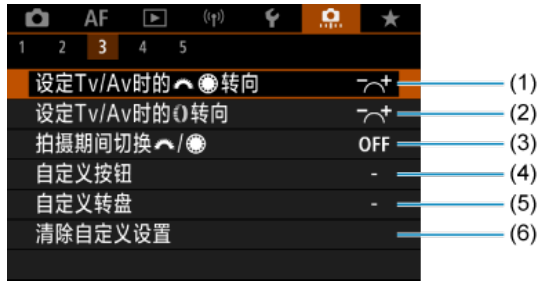 AF
1 2 3 4 5
设定Tv/Av时的转向 -+ (1)
设定Tv/Av时的转向 -+ (2)
拍摄期间切换/ OFF (3)
自定义按钮 - (4)
自定义转盘 - (5)
清除自定义设置 (6)